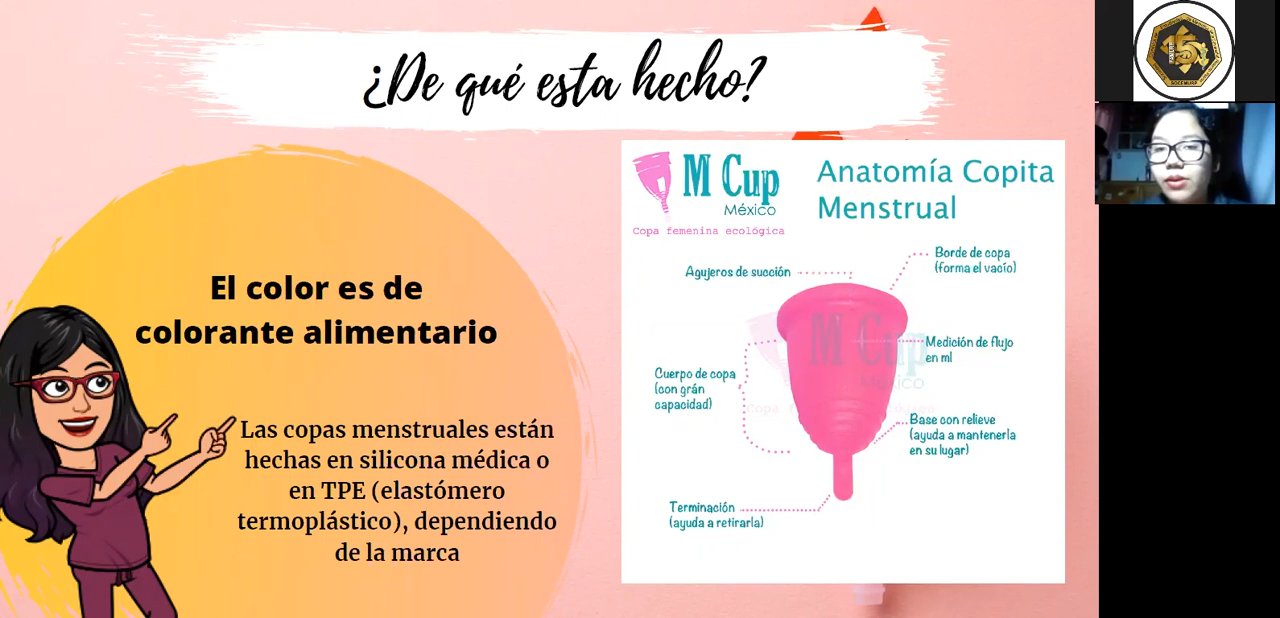 ¿De qué esta hecho?
El color es de
colorante alimentario
Las copas menstruales están
hechas en silicona médica o
en TPE (elastómero
termoplástico), dependiendo
de la marca
M Cup
México
Copa femenina ecológica
Anatomía Copita
Menstrual
Agujeros de succión
Borde de copa
(forma el vacío)
Medición de flujo
en ml
Cuerpo de copa
(con grán
capacidad)
Base con relieve
(ayuda a mantenerla
en su lugar)
Terminación
(ayuda a retirarla)
M Cup
México
15